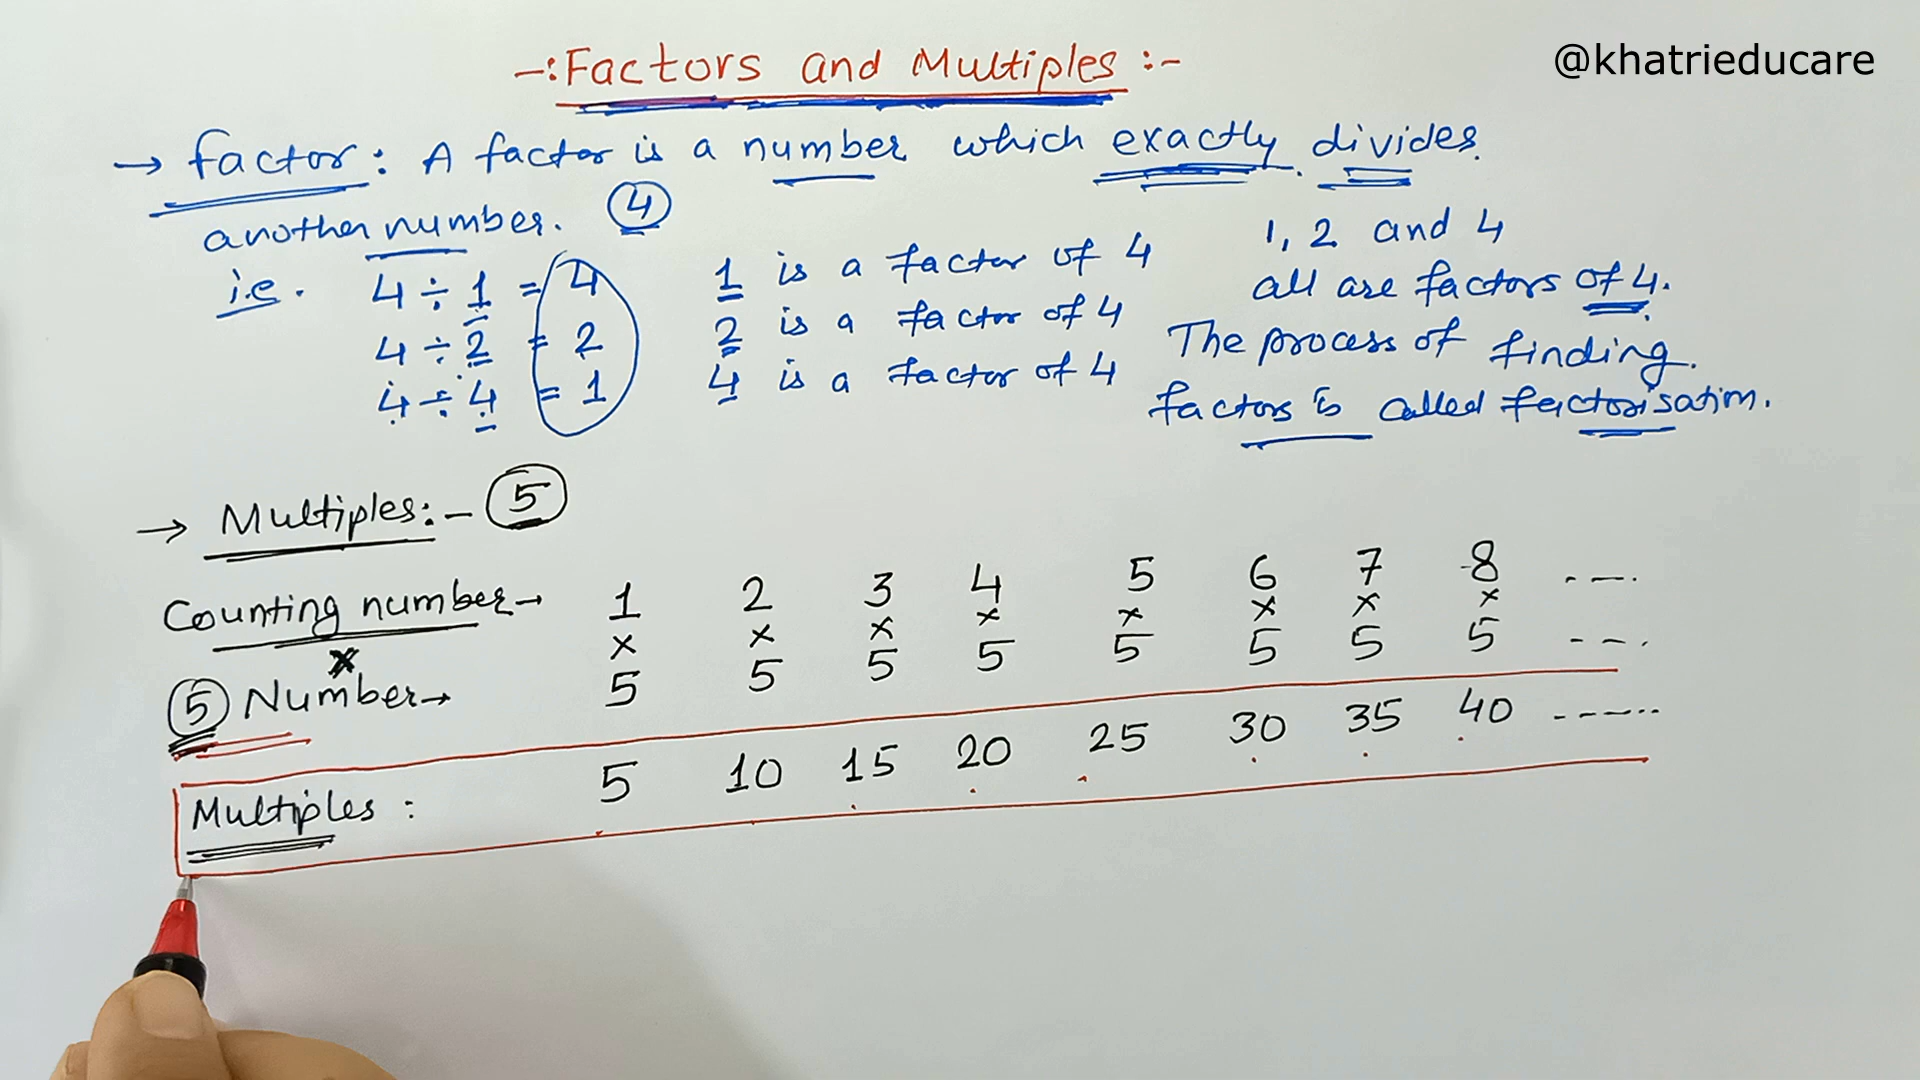 @khatrieducare
-:Factors and Multiples:-
→ factor: A factor is a number which exactly divides.
another number. 4
i.e. 4 ÷ 1 = 4
4 ÷ 2 = 2
4 ÷ 4 = 1
1 is a factor of 4
2 is a factor of 4
4 is a factor of 4
1, 2 and 4
all are factors of 4.
The process of finding.
factors is called factorisation.
→ Multiples:- 5
Counting number→ 1 2 3 4 5 6 7 8 ----
x x x x x x x x x
5 Number→ 5 5 5 5 5 5 5 5 ---.
Multiples : 5 10 15 20 25 30 35 40 ------